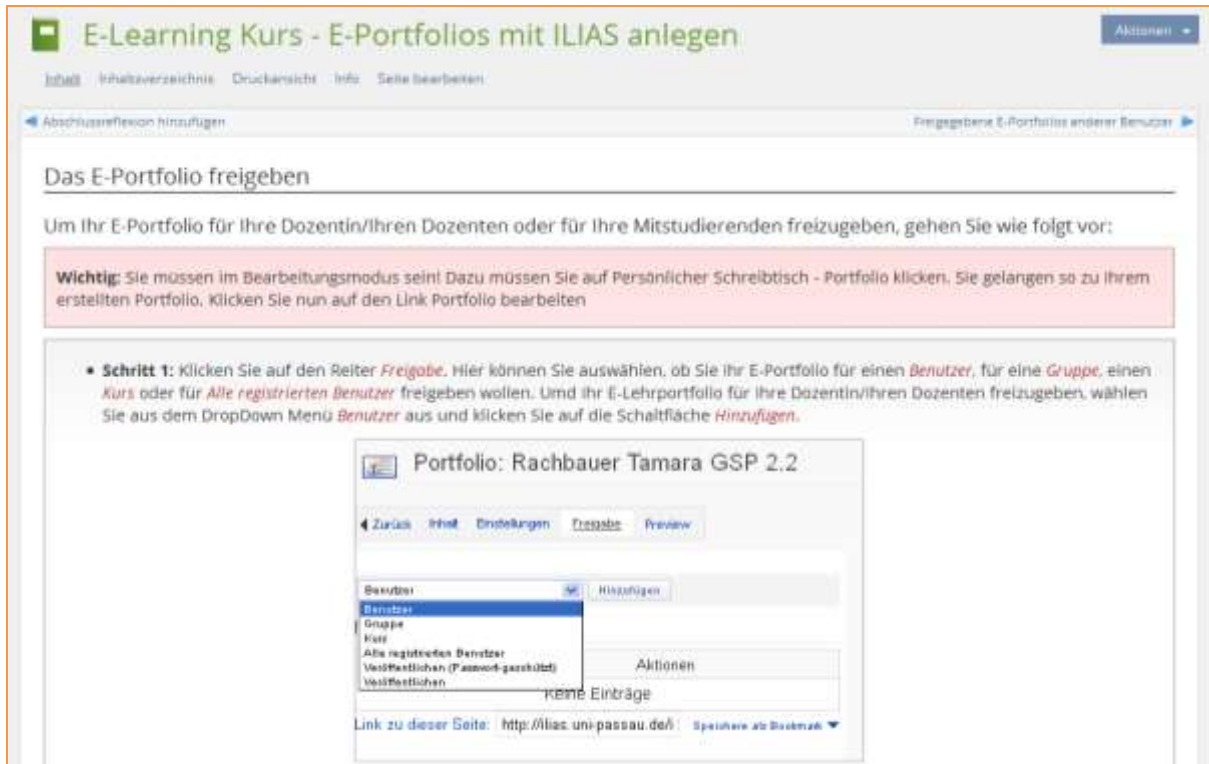 E-Learning Kurs - E-Portfolios mit ILIAS anlegen
Aktionen
Inhalt Inhaltsverzeichnis Druckansicht Info Seite bearbeiten
Abschlussreflexion hinzufügen Freigegebene E-Portfolios anderer Benutzer
Das E-Portfolio freigeben
Um Ihr E-Portfolio für Ihre Dozentin/Ihren Dozenten oder für Ihre Mitstudierenden freizugeben, gehen Sie wie folgt vor:
Wichtig: Sie müssen im Bearbeitungsmodus sein! Dazu müssen Sie auf Persönlicher Schreibtisch - Portfolio klicken. Sie gelangen so zu Ihrem
erstellten Portfolio. Klicken Sie nun auf den Link Portfolio bearbeiten
• Schritt 1: Klicken Sie auf den Reiter Freigabe. Hier können Sie auswählen, ob Sie Ihr E-Portfolio für einen Benutzer, für eine Gruppe, einen
Kurs oder für Alle registrierten Benutzer freigeben wollen. Umd Ihr E-Lehrportfolio für Ihre Dozentin/Ihren Dozenten freizugeben, wählen
Sie aus dem DropDown Menü Benutzer aus und klicken Sie auf die Schaltfläche Hinzufügen.
Portfolio: Rachbauer Tamara GSP 2.2
Zurück Inhalt Einstellungen Freigabe Preview
Benutzer Hinzufügen
Benutzer
Gruppe
Kurs
Alle registrierten Benutzer
Veröffentlichen (Passwort-geschützt)
Veröffentlichen
Aktionen
Keine Einträge
Link zu dieser Seite: http://ilias.uni-passau.de/i Speichere als Bookmark